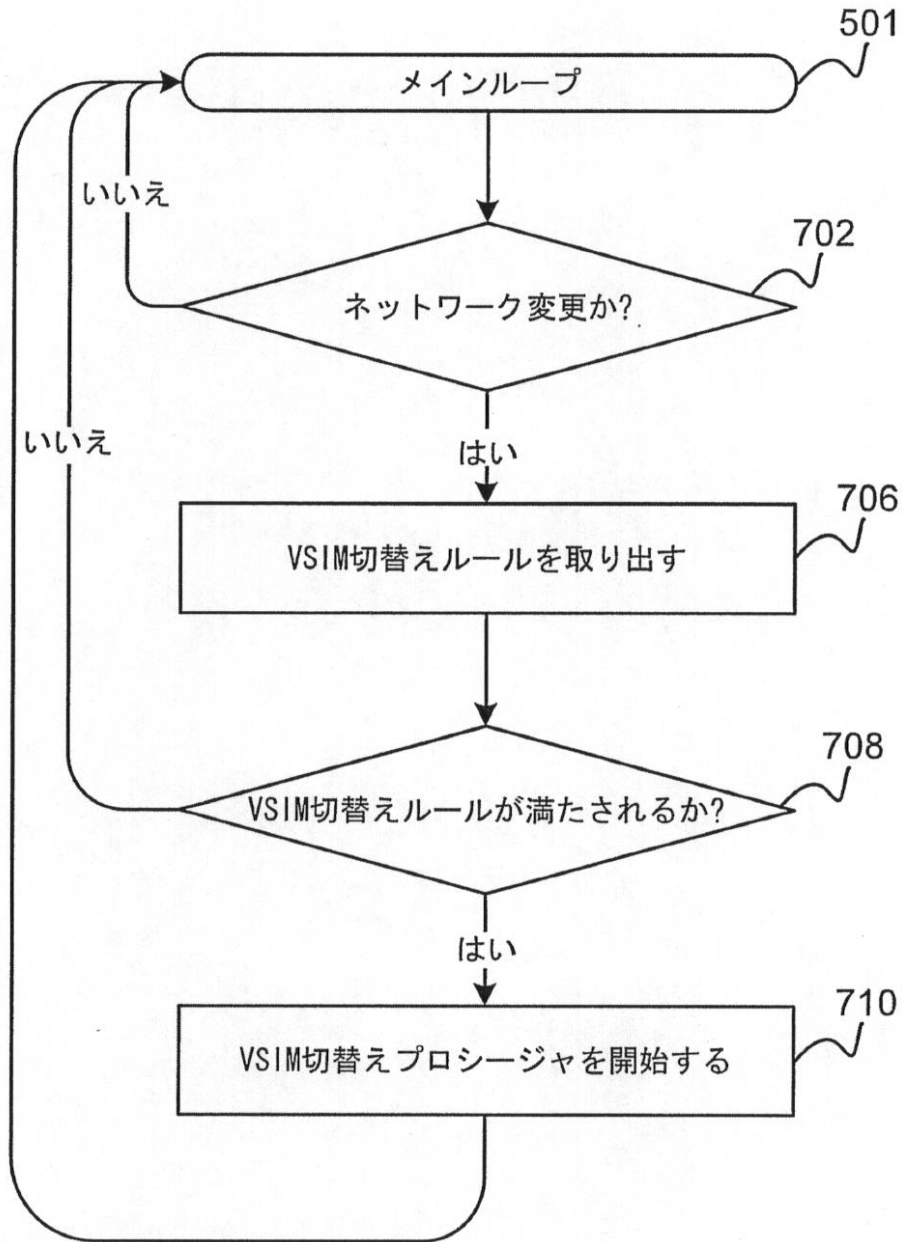 501
メインループ
いいえ
702
ネットワーク変更か?
いいえ
はい
706
VSIM切替えルールを取り出す
708
VSIM切替えルールが満たされるか?
はい
710
VSIM切替えプロシージャを開始する